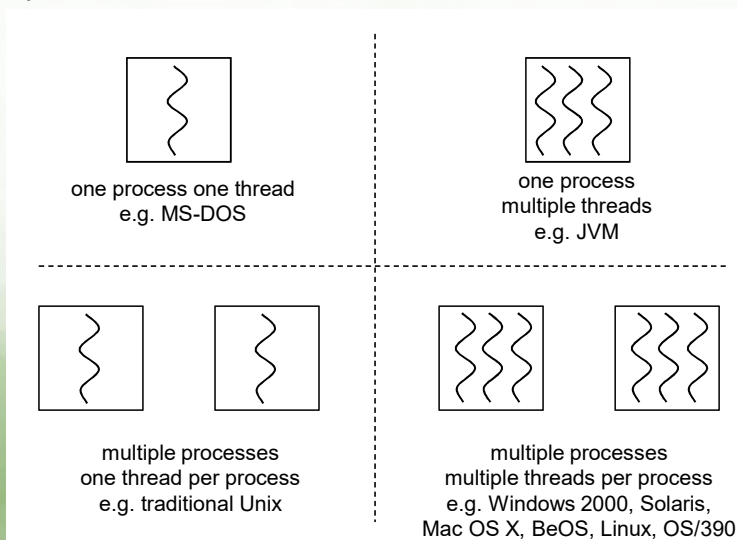 one process one thread
e.g. MS-DOS
one process
multiple threads
e.g. JVM
multiple processes
one thread per process
e.g. traditional Unix
multiple processes
multiple threads per process
e.g. Windows 2000, Solaris,
Mac OS X, BeOS, Linux, OS/390